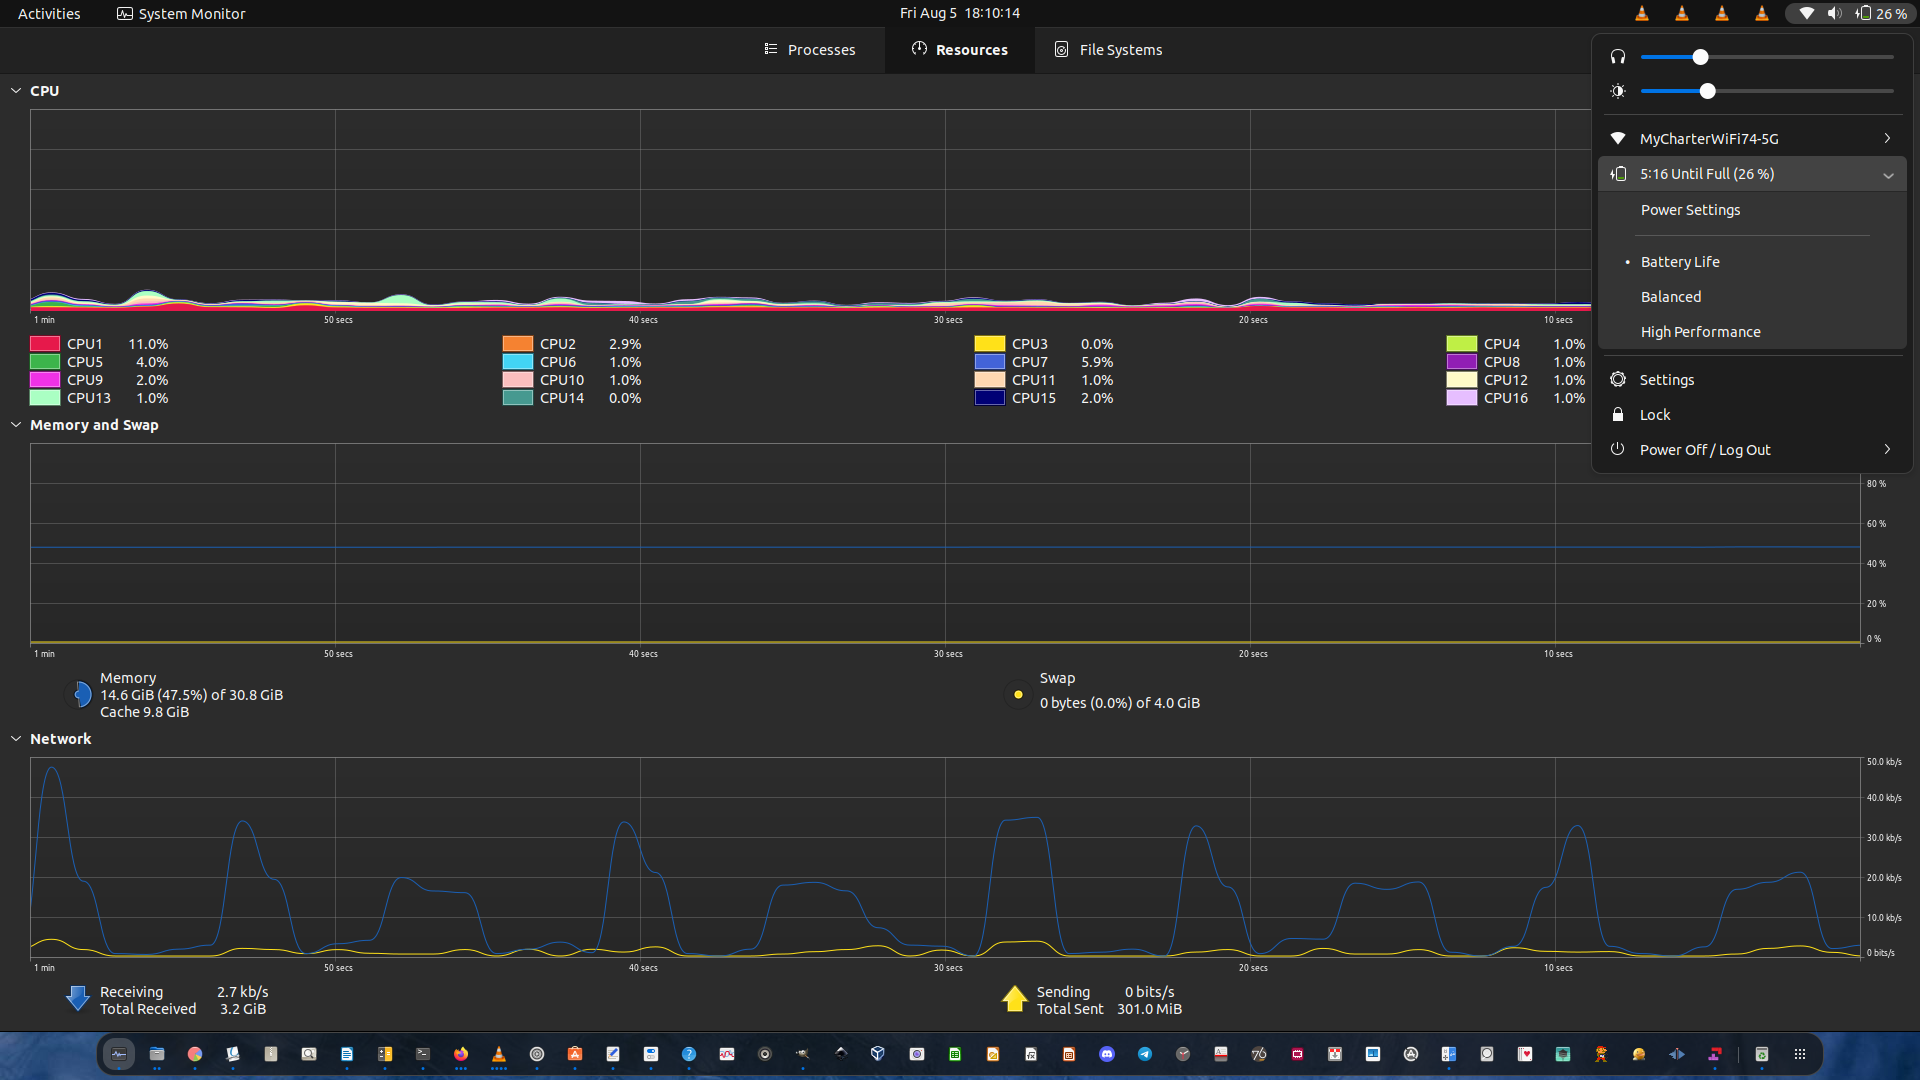 Activities
System Monitor
Fri Aug 5 18:10:14
26 %
Processes
Resources
File Systems
CPU
1 min
50 secs
40 secs
30 secs
20 secs
10 secs
CPU1 11.0%
CPU2 2.9%
CPU3 0.0%
CPU4 1.0%
CPU5 4.0%
CPU6 1.0%
CPU7 5.9%
CPU8 1.0%
CPU9 2.0%
CPU10 1.0%
CPU11 1.0%
CPU12 1.0%
CPU13 1.0%
CPU14 0.0%
CPU15 2.0%
CPU16 1.0%
MyCharterWiFi74-5G
5:16 Until Full (26 %)
Power Settings
• Battery Life
Balanced
High Performance
Settings
Lock
Power Off / Log Out
Memory and Swap
80 %
60 %
40 %
20 %
0 %
1 min
50 secs
40 secs
30 secs
20 secs
10 secs
Memory
14.6 GiB (47.5%) of 30.8 GiB
Cache 9.8 GiB
Swap
0 bytes (0.0%) of 4.0 GiB
Network
50.0 kb/s
40.0 kb/s
30.0 kb/s
20.0 kb/s
10.0 kb/s
0 bits/s
1 min
50 secs
40 secs
30 secs
20 secs
10 secs
Receiving 2.7 kb/s
Total Received 3.2 GiB
Sending 0 bits/s
Total Sent 301.0 MiB